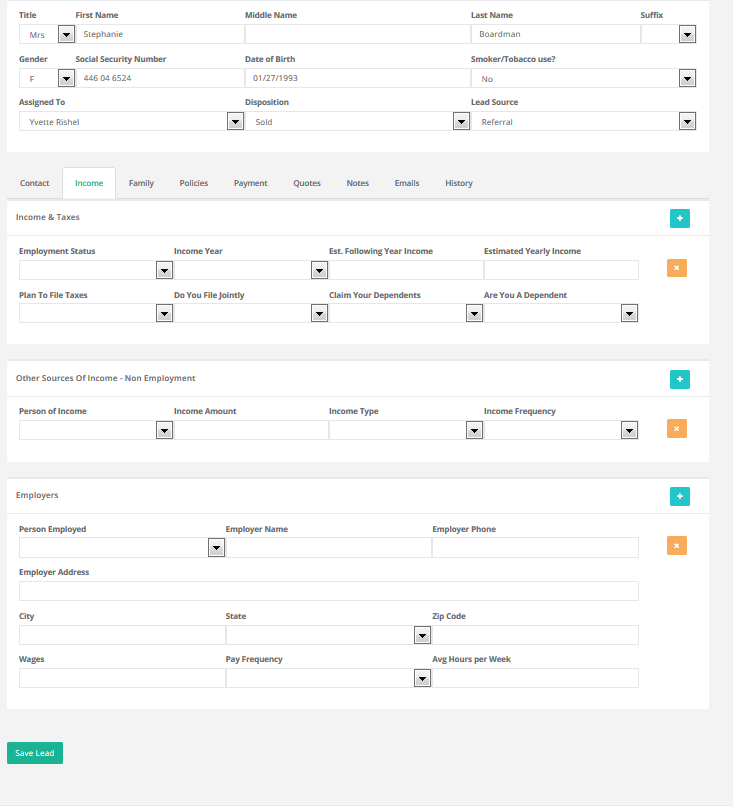 Title First Name Middle Name Last Name Suffix
Mrs Stephanie Boardman
Gender Social Security Number Date of Birth Smoker/Tobacco use?
F 446 04 6524 01/27/1993 No
Assigned To Disposition Lead Source
Yvette Rishel Sold Referral
Contact Income Family Policies Payment Quotes Notes Emails History
Income & Taxes +
Employment Status Income Year Est. Following Year Income Estimated Yearly Income
×
Plan To File Taxes Do You File Jointly Claim Your Dependents Are You A Dependent
Other Sources Of Income - Non Employment +
Person of Income Income Amount Income Type Income Frequency
×
Employers +
Person Employed Employer Name Employer Phone
×
Employer Address
City State Zip Code
Wages Pay Frequency Avg Hours per Week
Save Lead